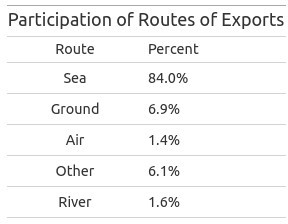 Participation of Routes of Exports
Route Percent
Sea 84.0%
Ground 6.9%
Air 1.4%
Other 6.1%
River 1.6%